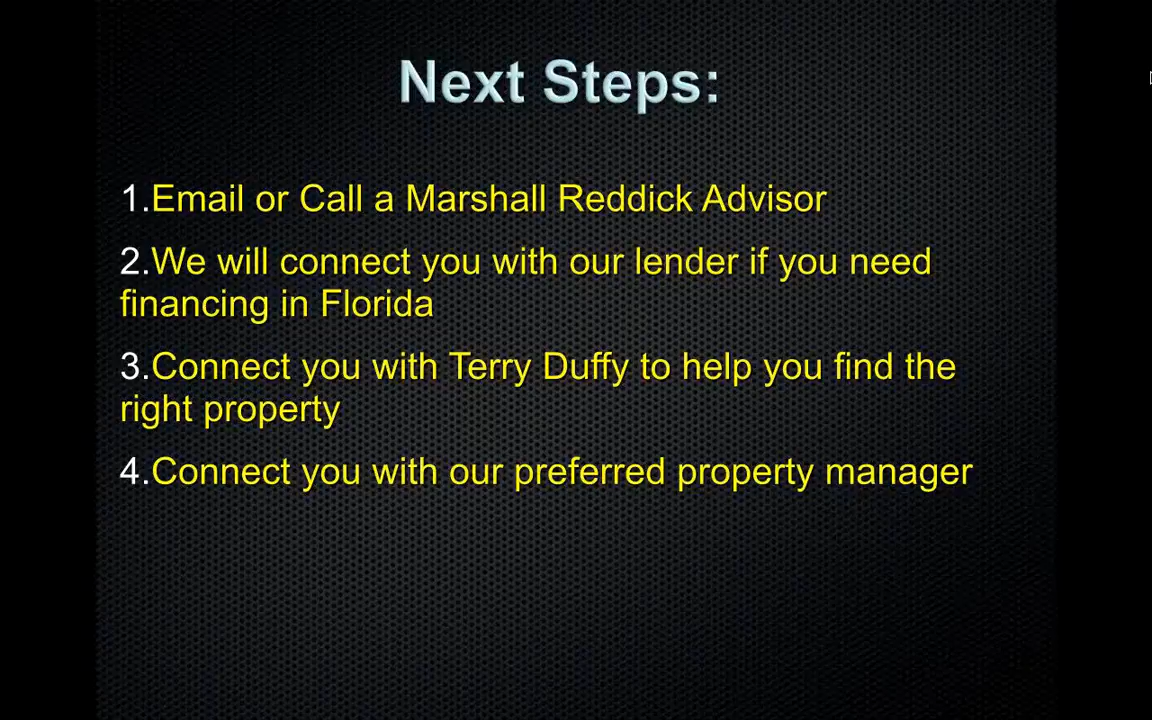 Next Steps:
1.Email or Call a Marshall Reddick Advisor
2.We will connect you with our lender if you need
financing in Florida
3.Connect you with Terry Duffy to help you find the
right property
4.Connect you with our preferred property manager